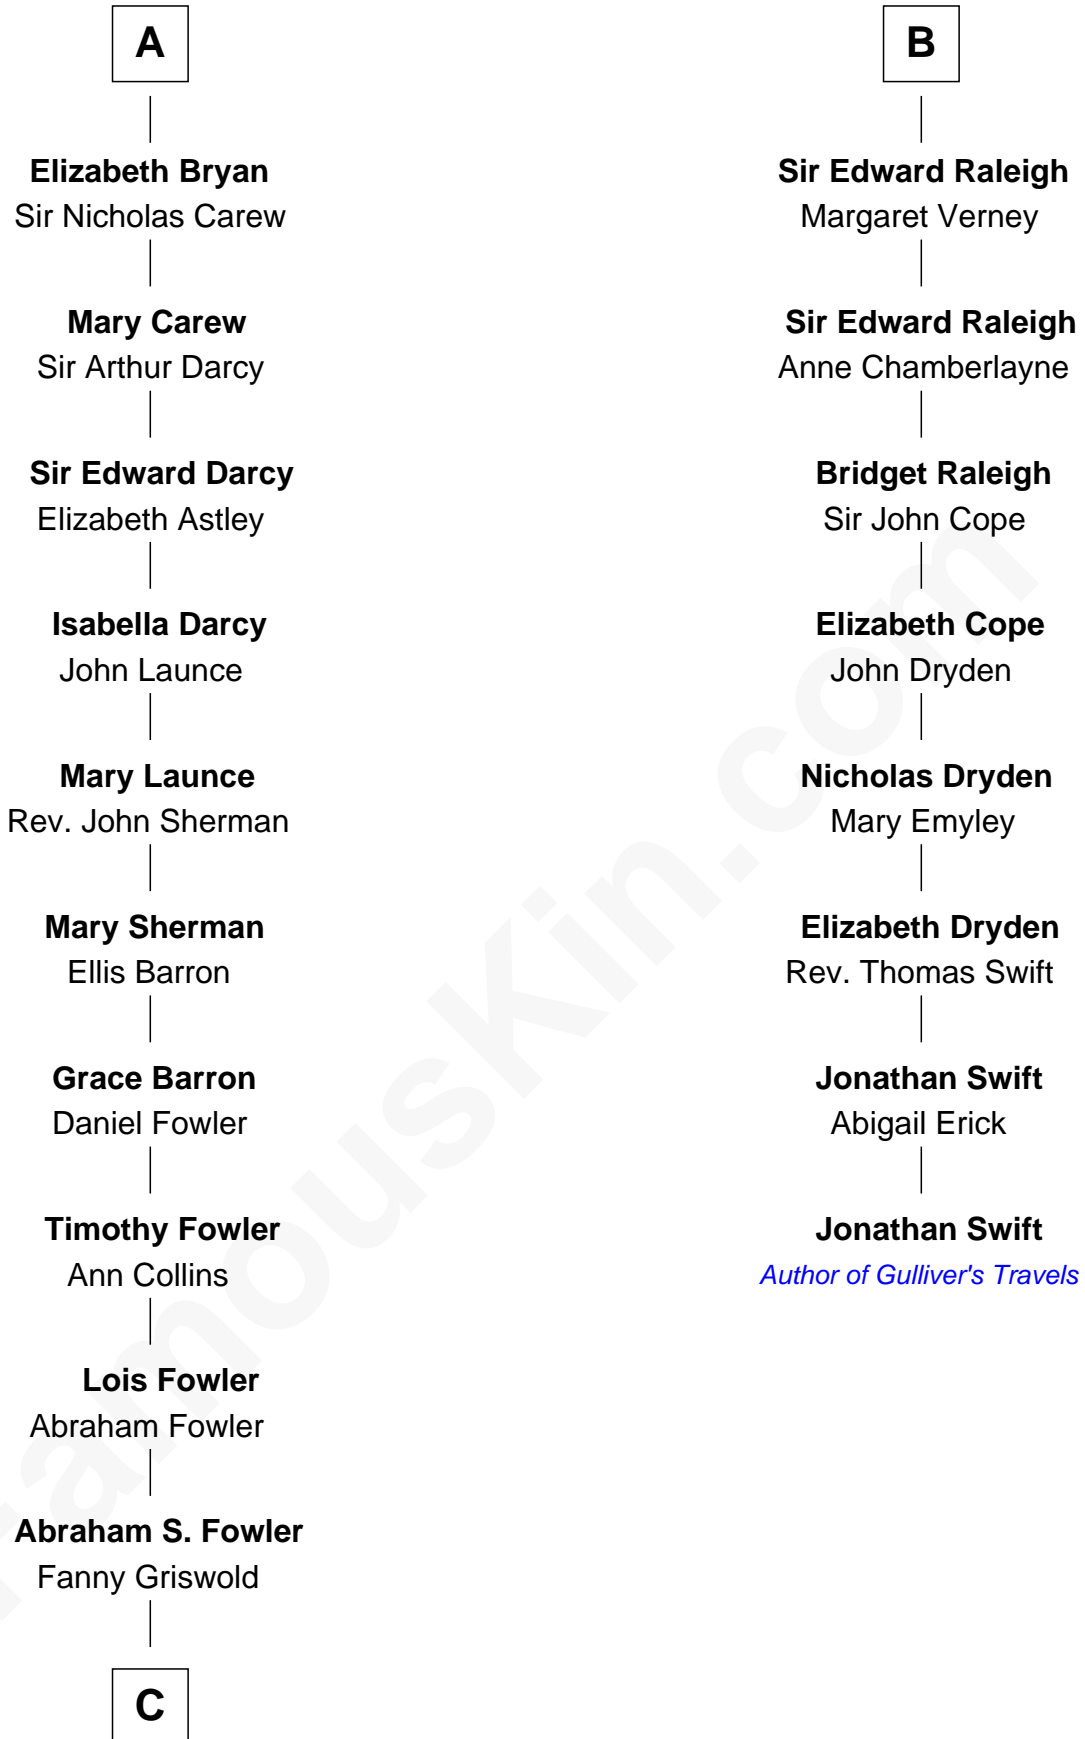 A
Elizabeth Bryan
Sir Nicholas Carew
Mary Carew
Sir Arthur Darcy
Sir Edward Darcy
Elizabeth Astley
Isabella Darcy
John Launce
Mary Launce
Rev. John Sherman
Mary Sherman
Ellis Barron
Grace Barron
Daniel Fowler
Timothy Fowler
Ann Collins
Lois Fowler
Abraham Fowler
Abraham S. Fowler
Fanny Griswold
C
B
Sir Edward Raleigh
Margaret Verney
Sir Edward Raleigh
Anne Chamberlayne
Bridget Raleigh
Sir John Cope
Elizabeth Cope
John Dryden
Nicholas Dryden
Mary Emyley
Elizabeth Dryden
Rev. Thomas Swift
Jonathan Swift
Abigail Erick
Jonathan Swift
Author of Gulliver's Travels
FamousKin.com